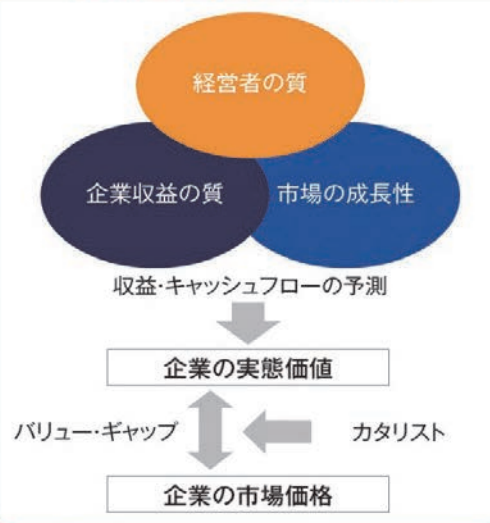 経営者の質
企業収益の質
市場の成長性
収益・キャッシュフローの予測
企業の実態価値
バリュー・ギャップ
カタリスト
企業の市場価格